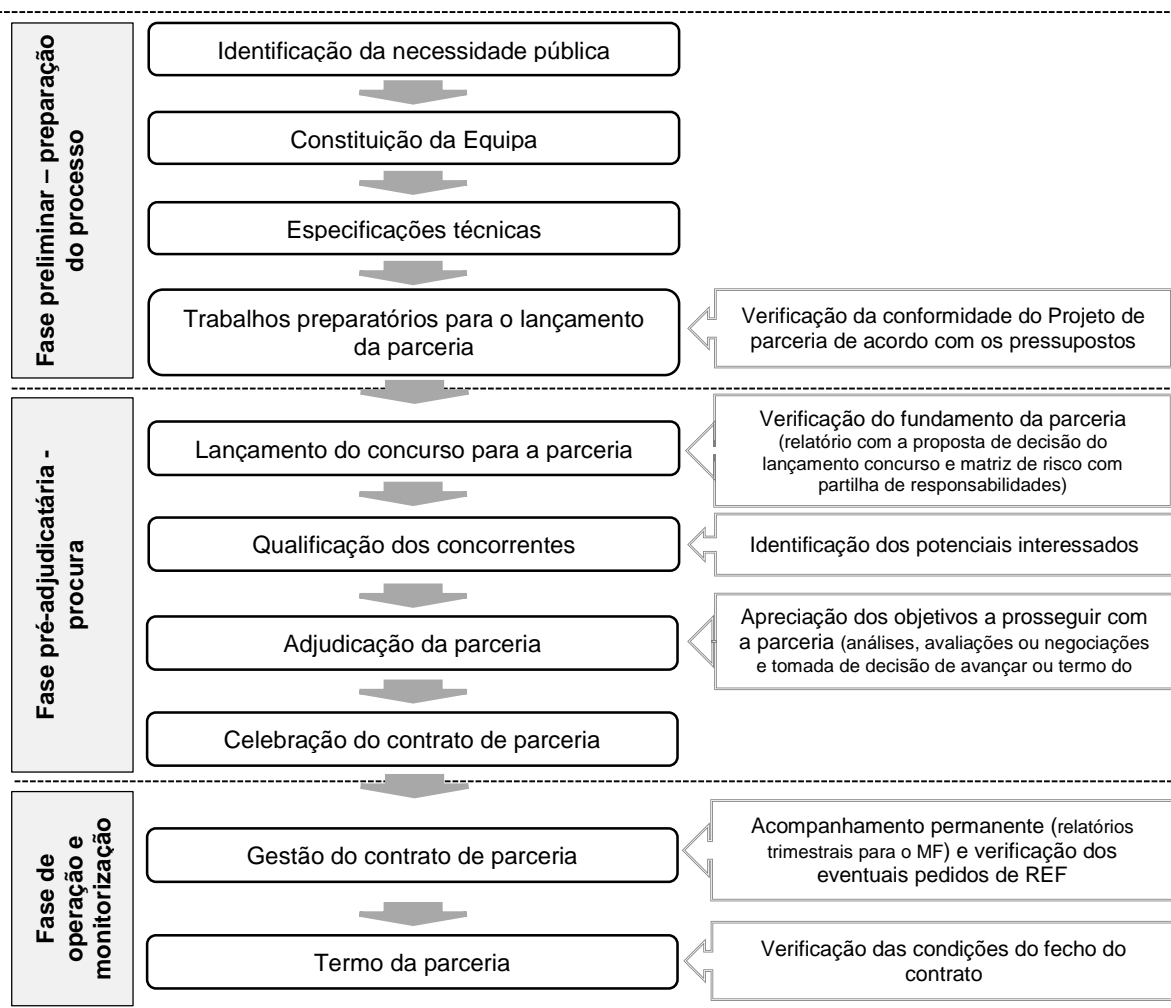 Fase preliminar – preparação
do processo
Identificação da necessidade pública
Constituição da Equipa
Especificações técnicas
Trabalhos preparatórios para o lançamento
da parceria
Verificação da conformidade do Projeto de
parceria de acordo com os pressupostos
Fase pré-adjudicatária -
procura
Lançamento do concurso para a parceria
Verificação do fundamento da parceria
(relatório com a proposta de decisão do
lançamento concurso e matriz de risco com
partilha de responsabilidades)
Qualificação dos concorrentes
Identificação dos potenciais interessados
Adjudicação da parceria
Apreciação dos objetivos a prosseguir com
a parceria (análises, avaliações ou negociações
e tomada de decisão de avançar ou termo do
Celebração do contrato de parceria
Fase de
operação e
monitorização
Gestão do contrato de parceria
Acompanhamento permanente (relatórios
trimestrais para o MF) e verificação dos
eventuais pedidos de REF
Termo da parceria
Verificação das condições do fecho do
contrato